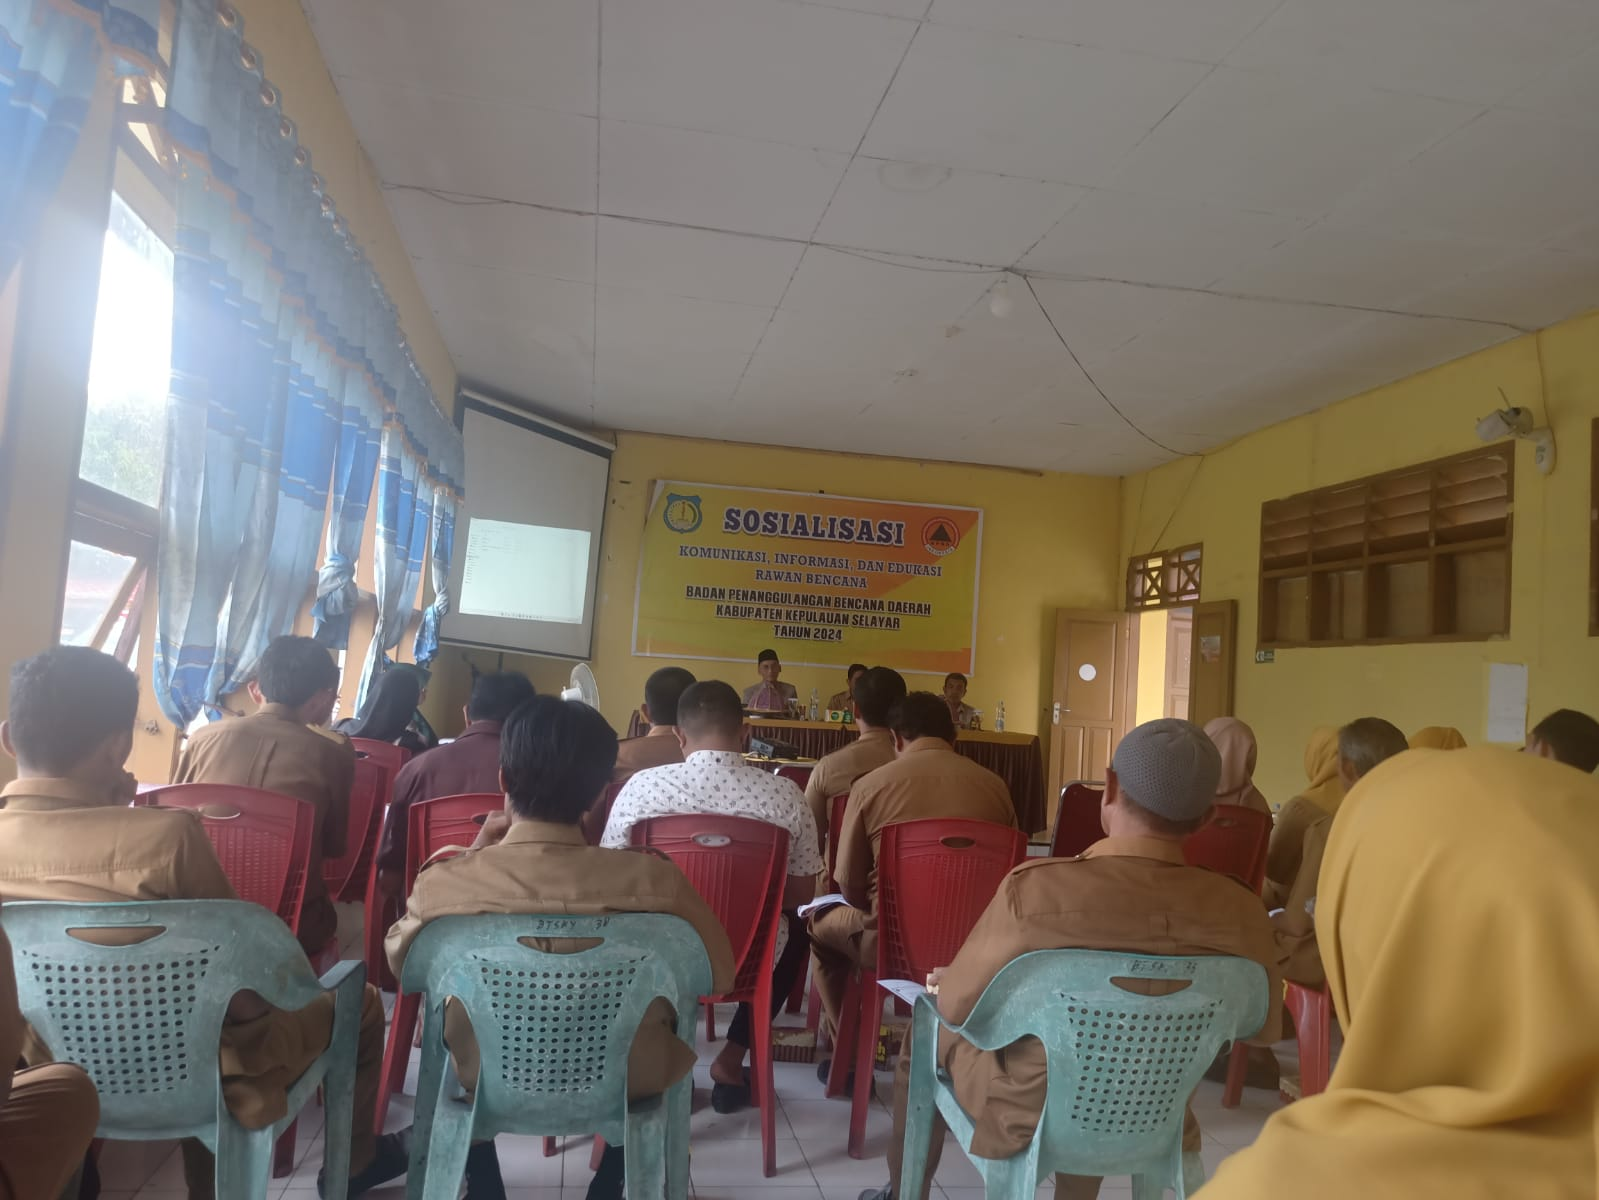 SOSIALISASI
KOMUNIKASI, INFORMASI, DAN EDUKASI
RAWAN BENCANA
BADAN PENANGGULANGAN BENCANA DAERAH
KABUPATEN KEPULAUAN SELAYAR
TAHUN 2024